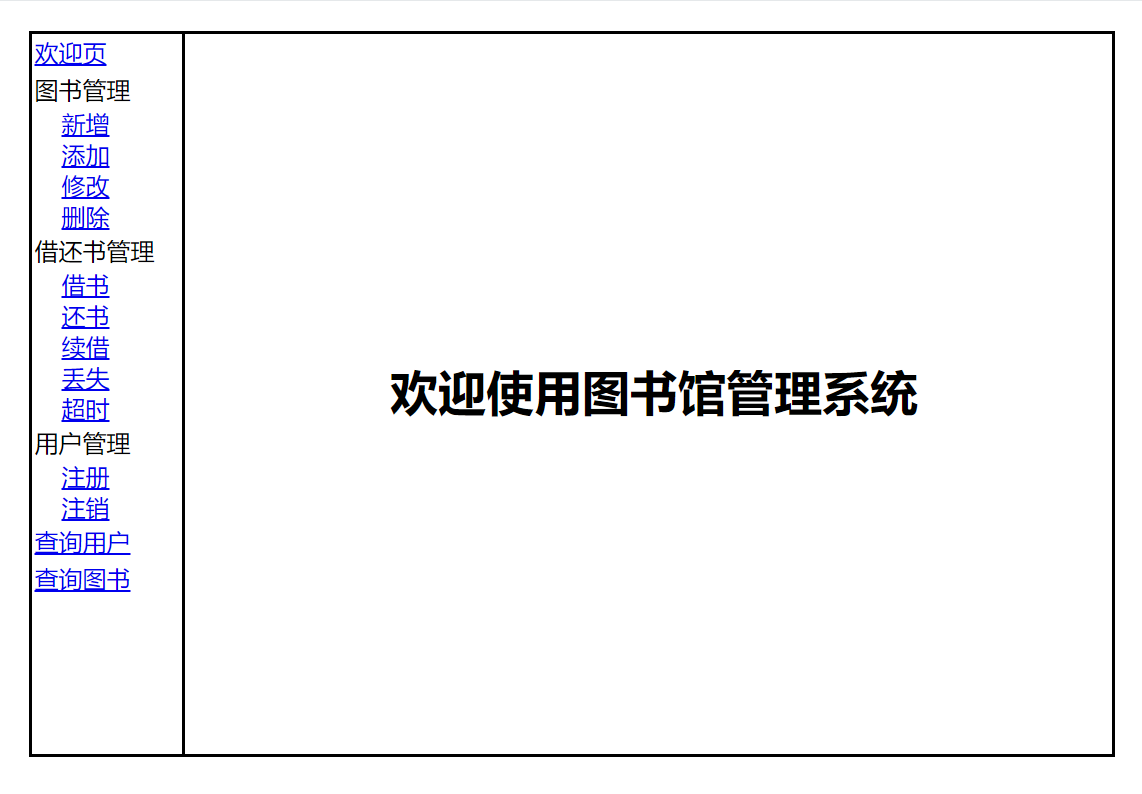 欢迎页
图书管理
新增
添加
修改
删除
借还书管理
借书
还书
续借
丢失
超时
用户管理
注册
注销
查询用户
查询图书
欢迎使用图书馆管理系统